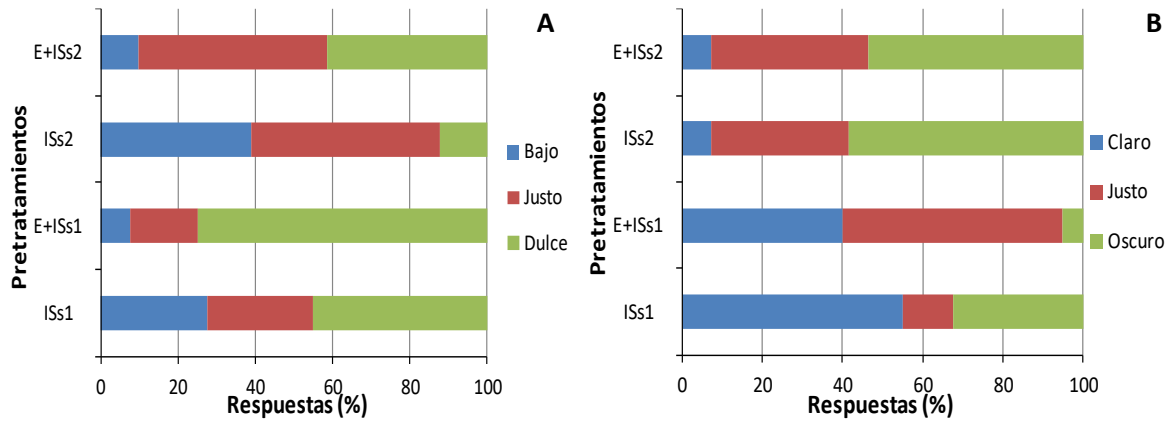 A
Pretratamientos
E+ISs2
ISs2
E+ISs1
ISs1
0 20 40 60 80 100
Respuestas (%)
Bajo
Justo
Dulce
B
Pretratamientos
E+ISs2
ISs2
E+ISs1
ISs1
0 20 40 60 80 100
Respuestas (%)
Claro
Justo
Oscuro